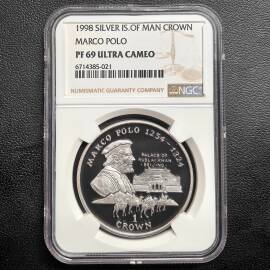 1998 SILVER IS.OF MAN CROWN
MARCO POLO
PF 69 ULTRA CAMEO
6714385-021
NUMISMATIC GUARANTY COMPANY
NGC
MARCO POLO 1254-1324
PALACE OF
KUBLAI KHAN
BEIJING
1
CROWN